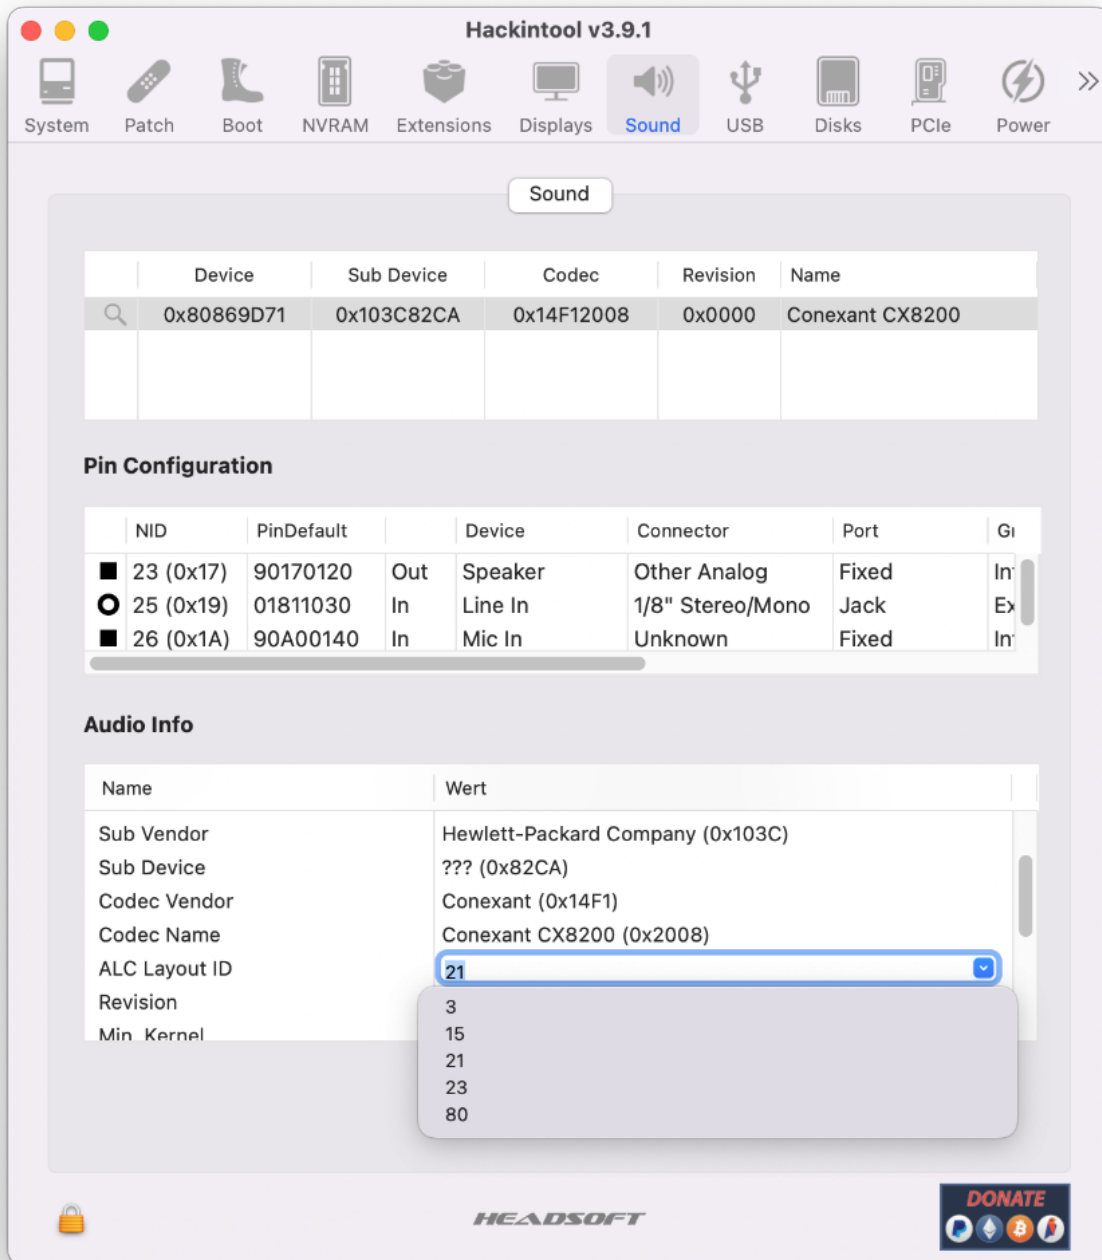 Hackintool v3.9.1
System Patch Boot NVRAM Extensions Displays Sound USB Disks PCIe Power
Sound
Device Sub Device Codec Revision Name
0x80869D71 0x103C82CA 0x14F12008 0x0000 Conexant CX8200
Pin Configuration
NID PinDefault Device Connector Port
23 (0x17) 90170120 Out Speaker Other Analog Fixed
25 (0x19) 01811030 In Line In 1/8" Stereo/Mono Jack Ex
26 (0x1A) 90A00140 In Mic In Unknown Fixed
Audio Info
Name Wert
Sub Vendor Hewlett-Packard Company (0x103C)
Sub Device ??? (0x82CA)
Codec Vendor Conexant (0x14F1)
Codec Name Conexant CX8200 (0x2008)
ALC Layout ID 21
Revision
3
Min. Kernel
15
21
23
80
HEADSOFT
DONATE